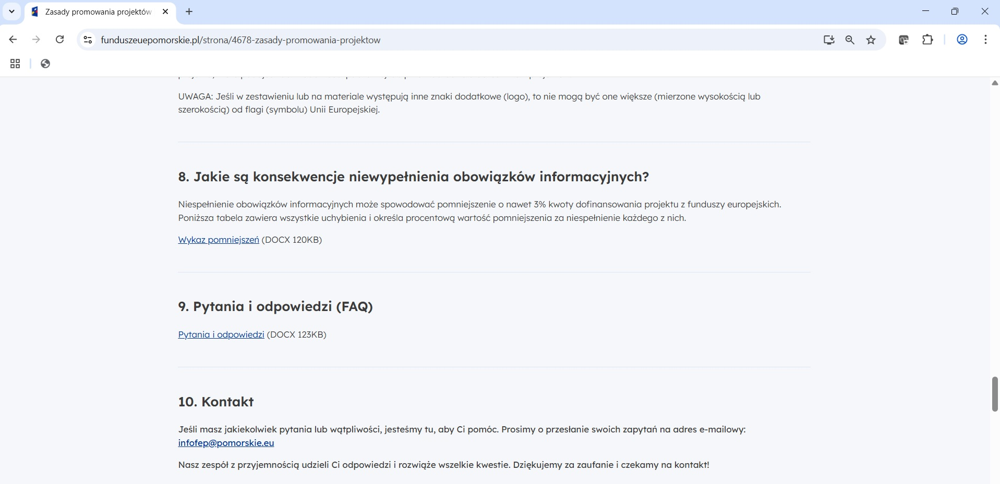 Zasady promowania projektów
funduszeuepomorskie.pl/strona/4678-zasady-promowania-projektow
UWAGA: Jeśli w zestawieniu lub na materiale występują inne znaki dodatkowe (logo), to nie mogą być one większe (mierzone wysokością lub
szerokością) od flagi (symbolu) Unii Europejskiej.
8. Jakie są konsekwencje niewypełnienia obowiązków informacyjnych?
Niespełnienie obowiązków informacyjnych może spowodować pomniejszenie o nawet 3% kwoty dofinansowania projektu z funduszy europejskich.
Poniższa tabela zawiera wszystkie uchybienia i określa procentową wartość pomniejszenia za niespełnienie każdego z nich.
Wykaz pomniejszeń (DOCX 120KB)
9. Pytania i odpowiedzi (FAQ)
Pytania i odpowiedzi (DOCX 123KB)
10. Kontakt
Jeśli masz jakiekolwiek pytania lub wątpliwości, jesteśmy tu, aby Ci pomóc. Prosimy o przesłanie swoich zapytań na adres e-mailowy:
infofep@pomorskie.eu
Nasz zespół z przyjemnością udzieli Ci odpowiedzi i rozwiąże wszelkie kwestie. Dziękujemy za zaufanie i czekamy na kontakt!